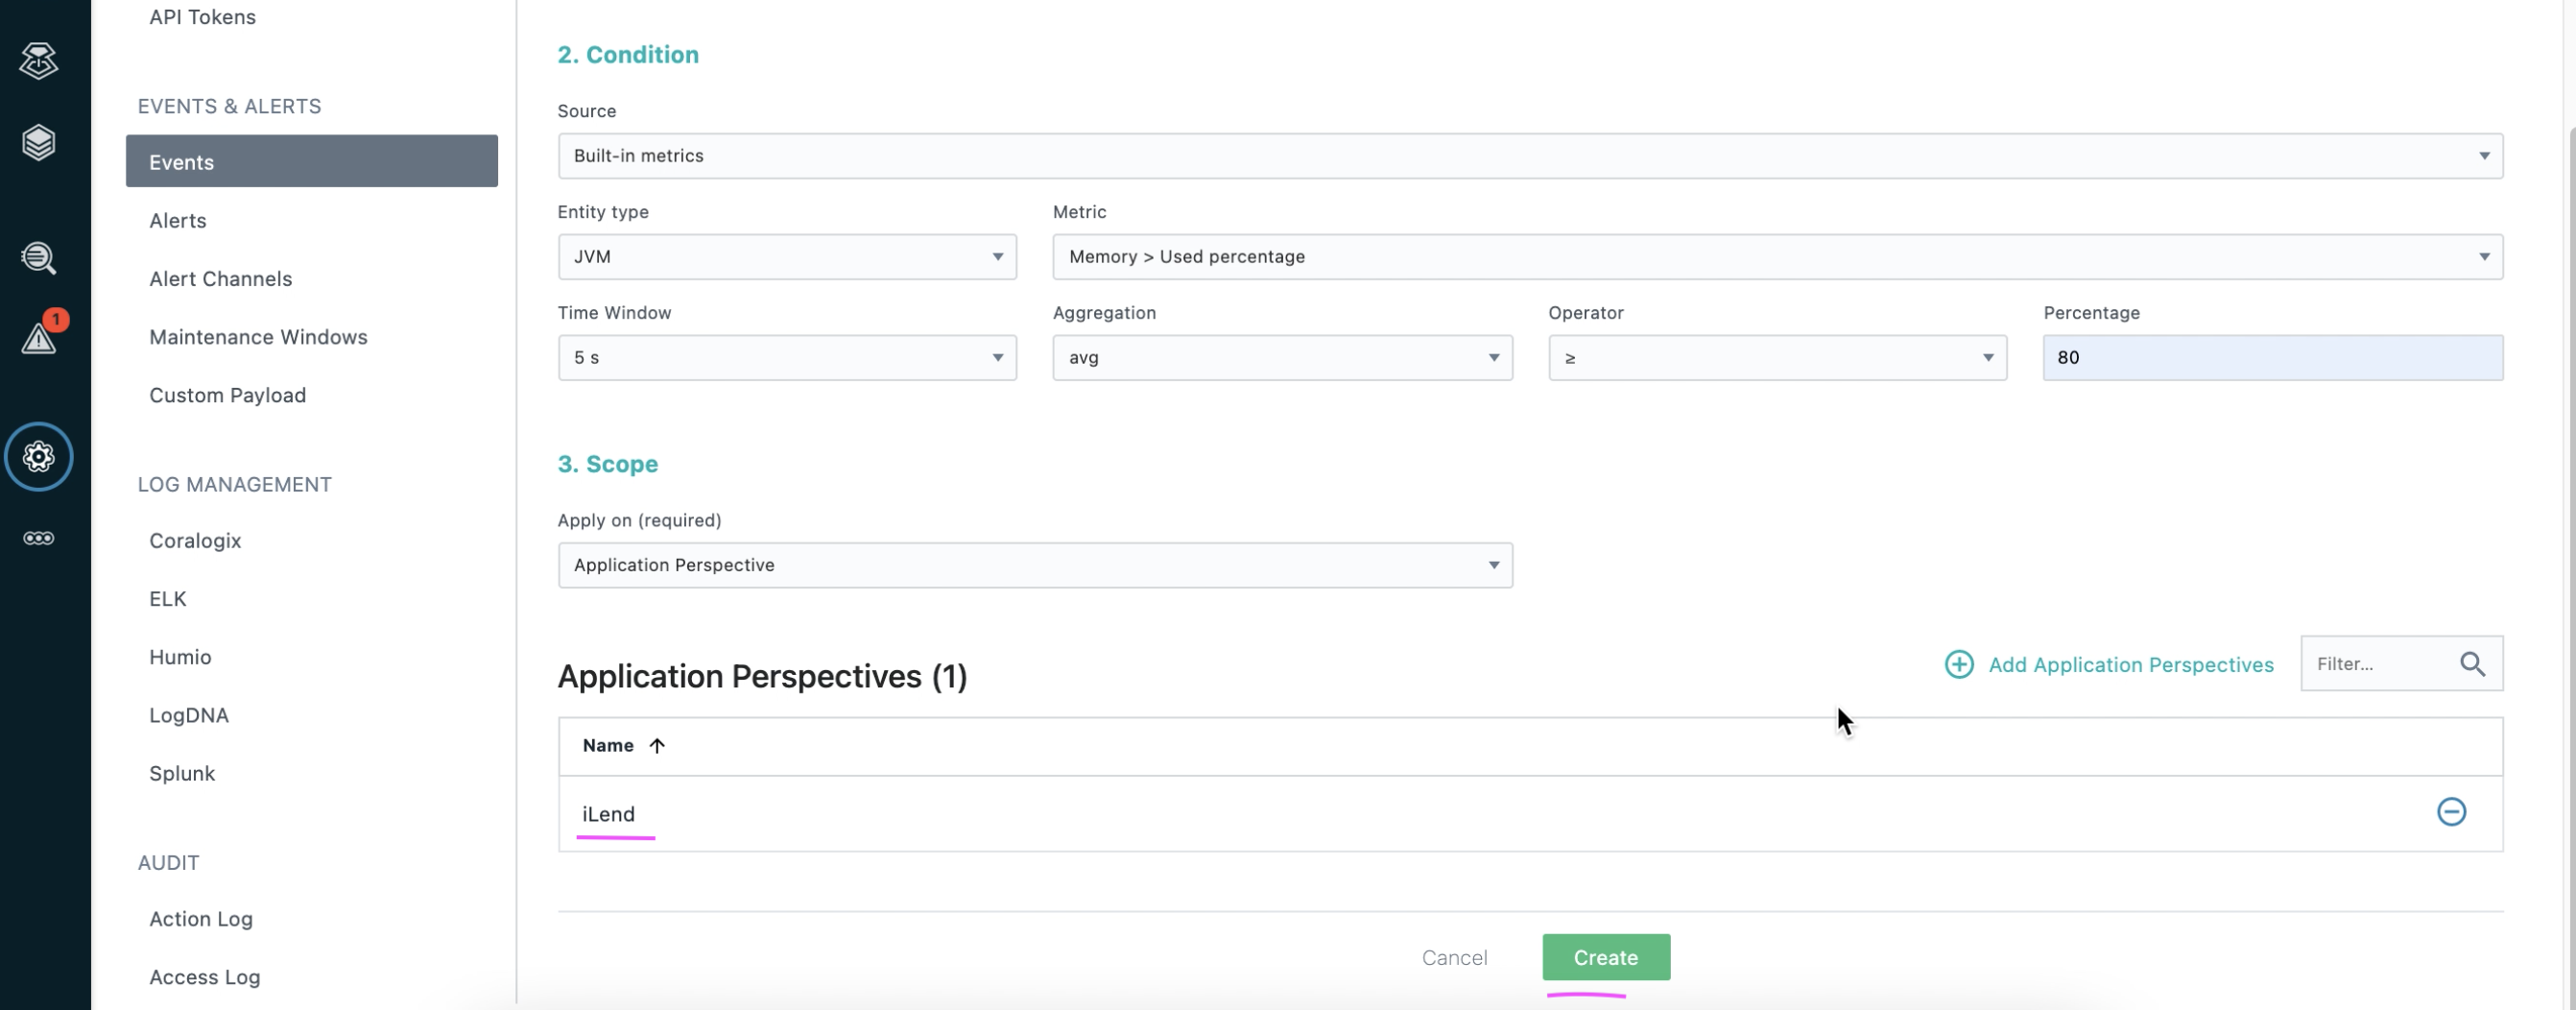 API Tokens
EVENTS & ALERTS
Events
Alerts
Alert Channels
1
Maintenance Windows
Custom Payload
LOG MANAGEMENT
Coralogix
ELK
Humio
LogDNA
Splunk
AUDIT
Action Log
Access Log
2. Condition
Source
Built-in metrics
Entity type Metric
JVM Memory > Used percentage
Time Window Aggregation Operator Percentage
5 s avg ≥ 80
3. Scope
Apply on (required)
Application Perspective
Application Perspectives (1) Add Application Perspectives Filter...
Name
iLend
Cancel Create